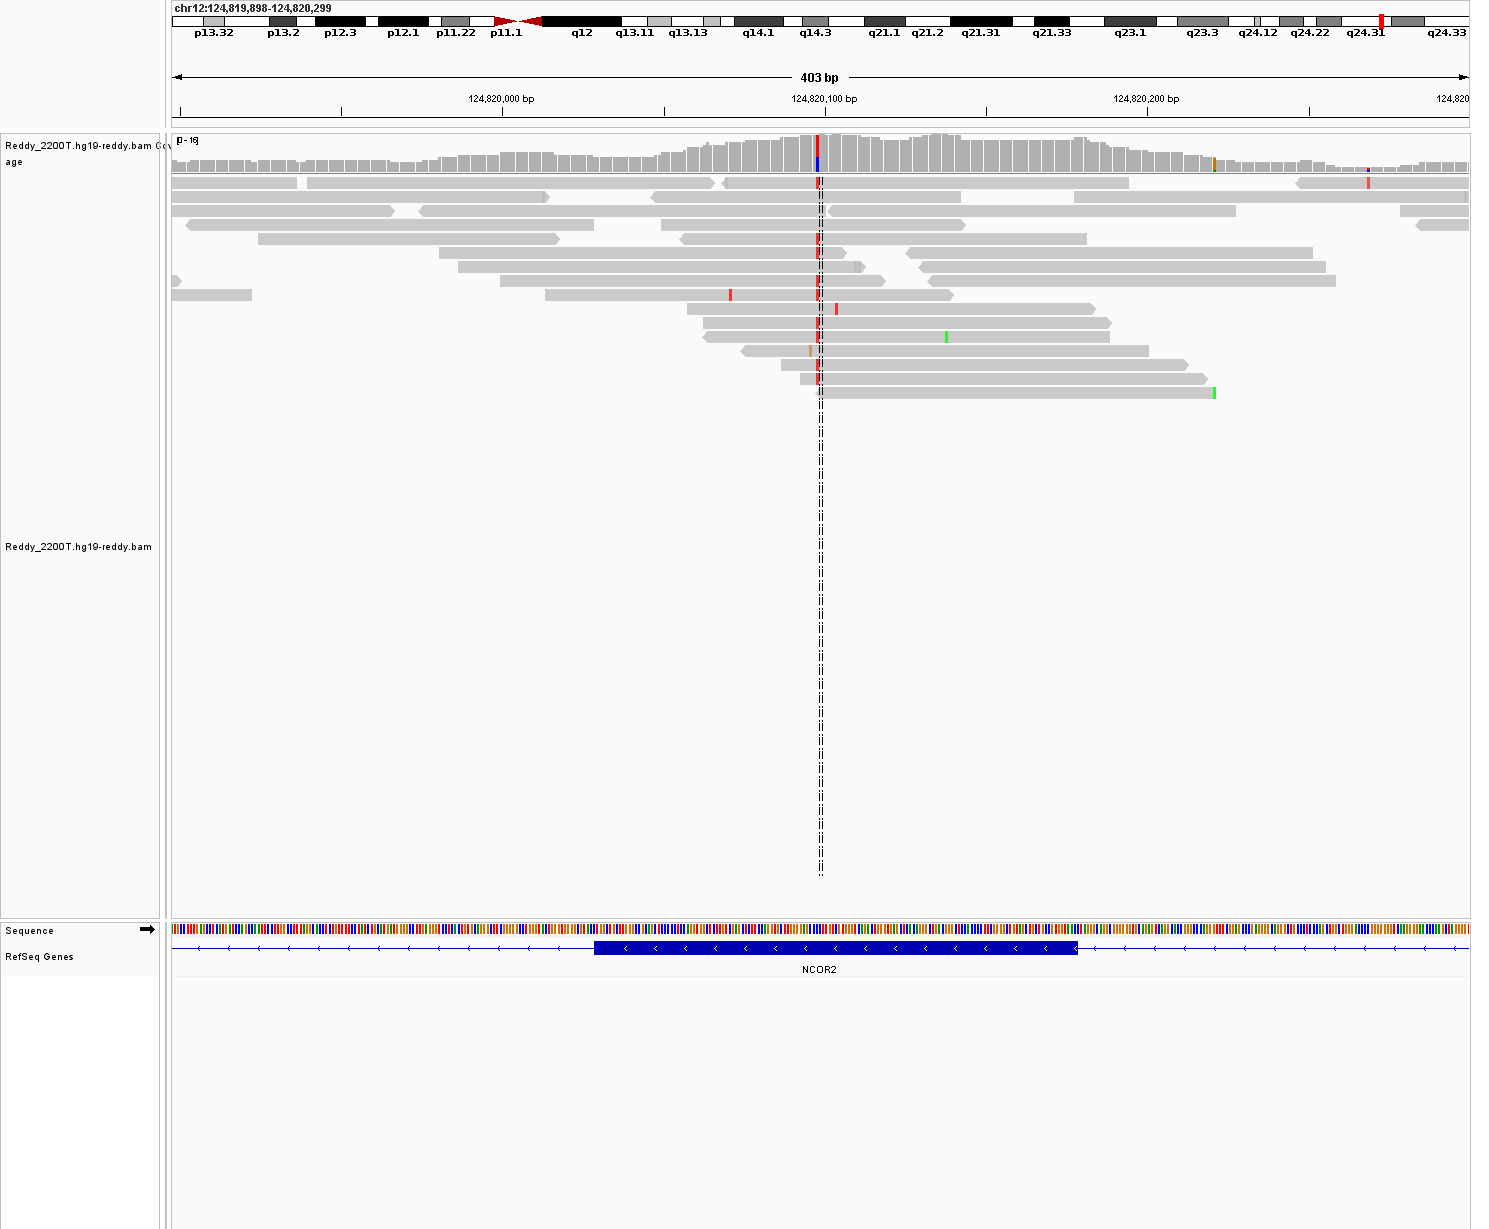 chr12:124,819,898-124,820,299
p13.32 p13.2 p12.3 p12.1 p11.22 p11.1 q12 q13.11 q13.13 q14.1 q14.3 q21.1 q21.2 q21.31 q21.33 q23.1 q23.3 q24.12 q24.22 q24.31 q24.33
403 bp
124,820,000 bp 124,820,100 bp 124,820,200 bp 124,820
Reddy_2200T.hg19-reddy.bam Cov
age
[0 - 16]
Reddy_2200T.hg19-reddy.bam
Sequence
RefSeq Genes
NCOR2